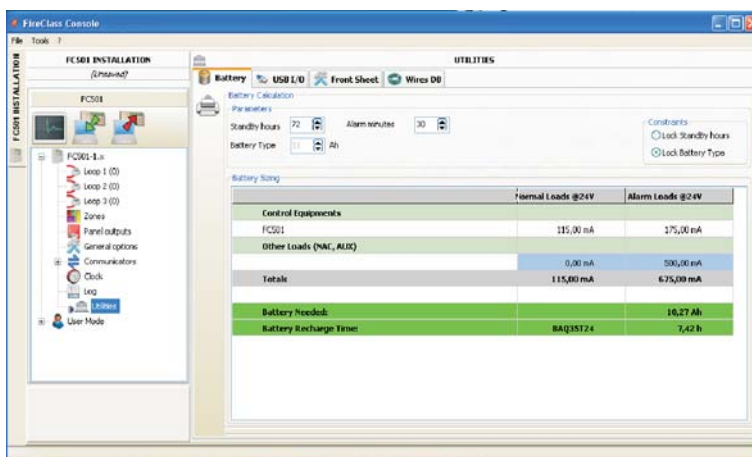 FireClass Console
File Tools ?
FC501 INSTALLATION
FC501 INSTALLATION
(Unsaved)
FC501
FC501-1.x
Loop 1 (0)
Loop 2 (0)
Loop 3 (0)
Zones
Panel outputs
General options
Communicators
Clock
Log
Utilities
User Mode
UTILITIES
Battery USB I/O Front Sheet Wires DB
Battery Calculation
Parameters
Standby hours 72 Alarm minutes 30
Battery Type Ah
Constraints
Lock Standby hours
Lock Battery Type
Battery Sizing
Normal Loads @24V Alarm Loads @24V
Control Equipments
FC501 115,00 mA 175,00 mA
Other Loads (NAC, AUX)
0,00 mA 500,00 mA
Totals 115,00 mA 675,00 mA
Battery Needed: 10,27 Ah
Battery Recharge Time: BAQ35T24 7,42 h